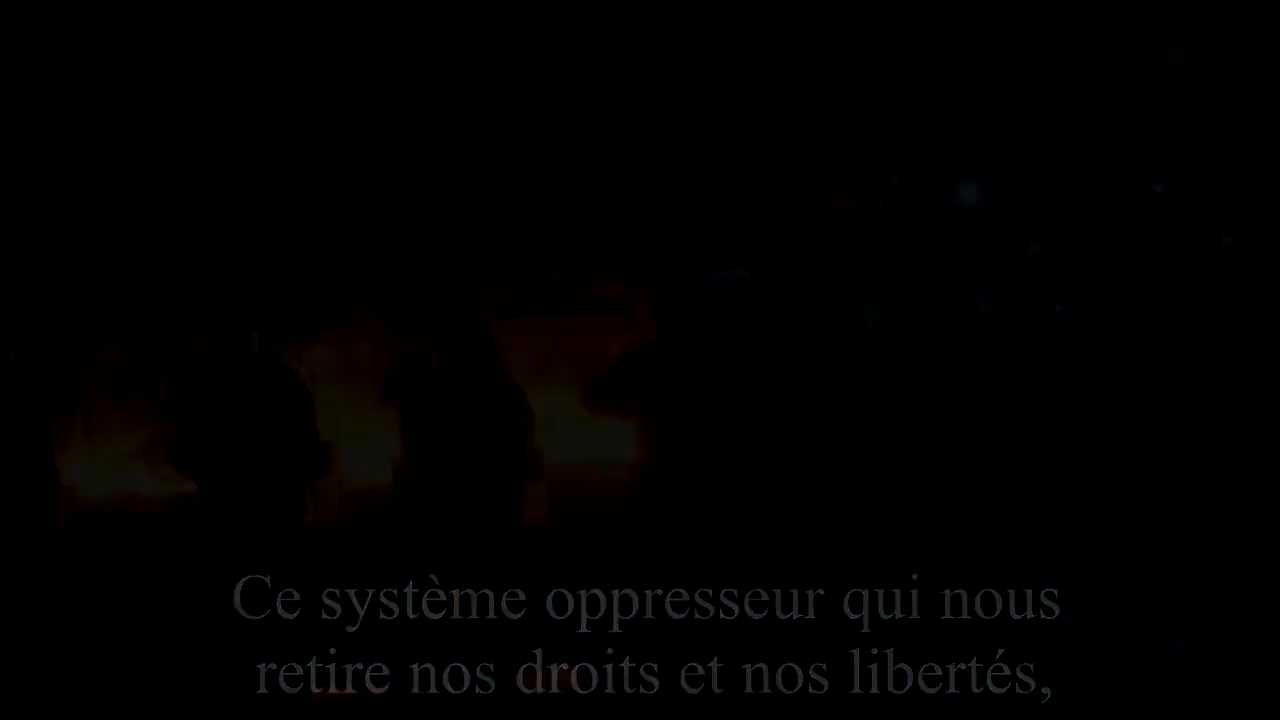 Ce système oppresseur qui nous
retire nos droits et nos libertés,